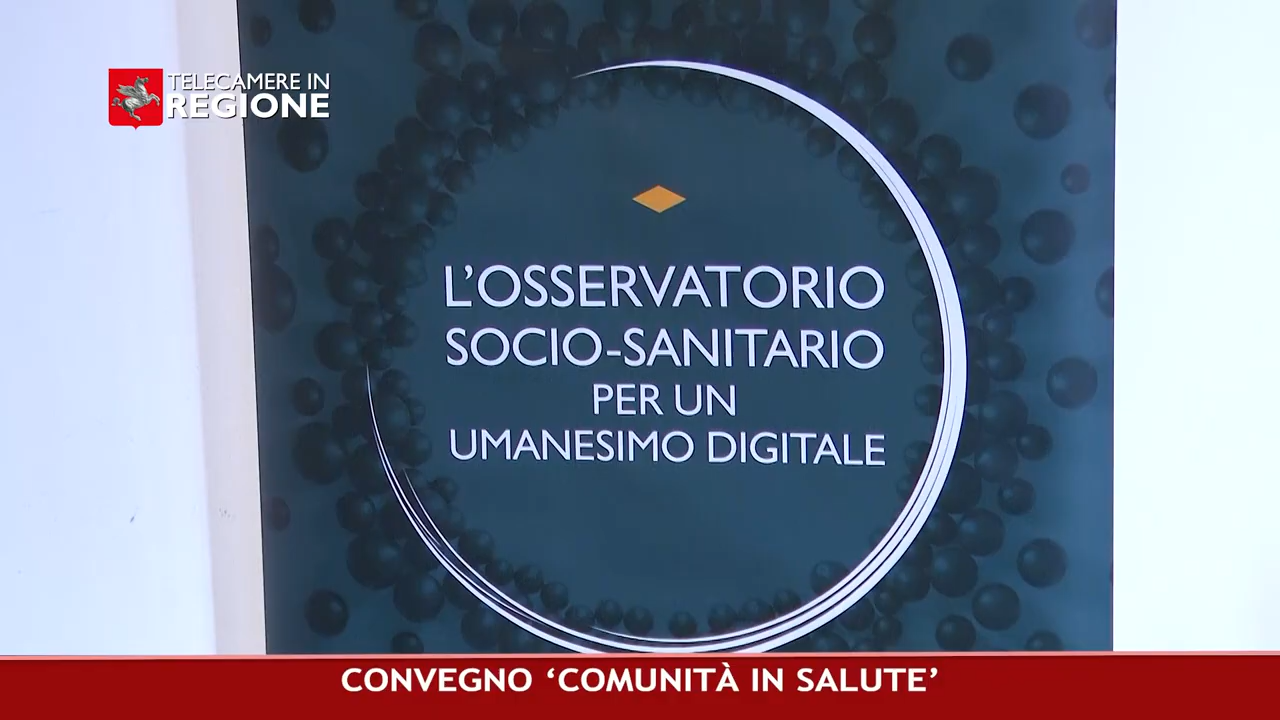 TELECAMERE IN
REGIONE
L'OSSERVATORIO
SOCIO-SANITARIO
PER UN
UMANESIMO DIGITALE
CONVEGNO ‘COMUNITÀ IN SALUTE’